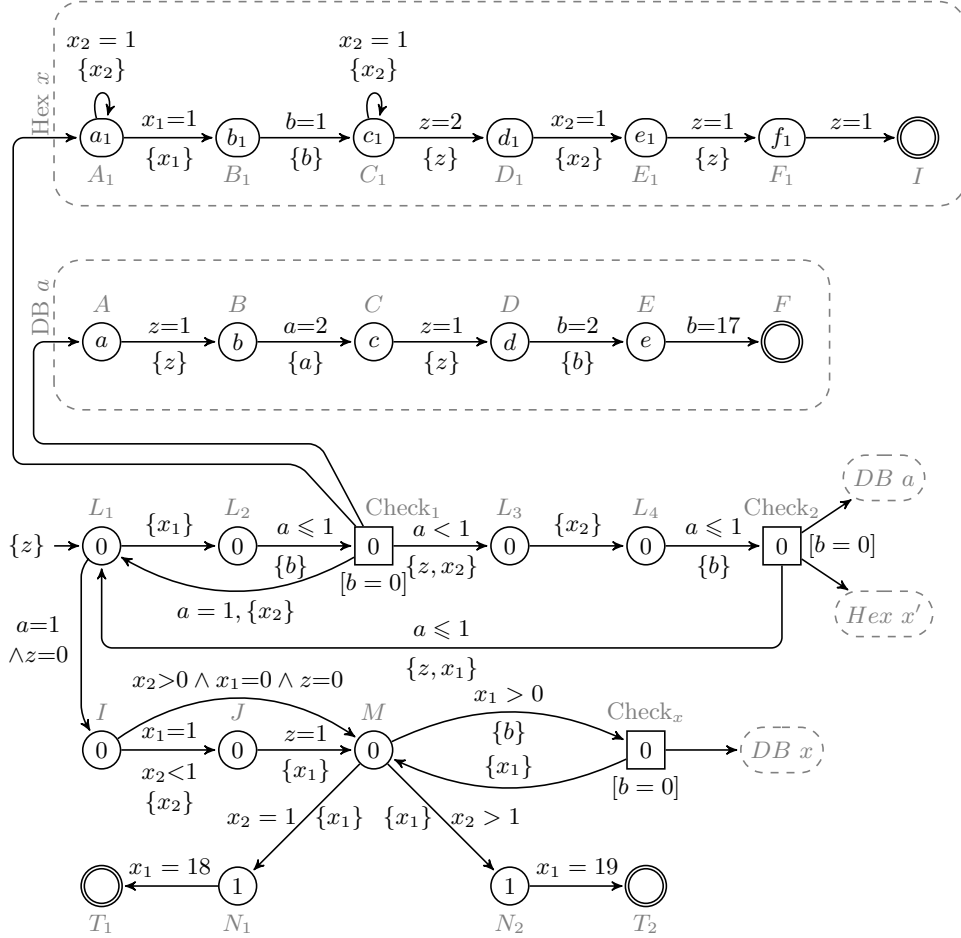 Hex x
x₂ = 1
{x₂}
x₂ = 1
{x₂}
a₁ x₁=1 b₁ b=1 c₁ z=2 d₁ x₂=1 e₁ z=1 f₁ z=1
{x₁} {b} {z} {x₂} {z}
A₁ B₁ C₁ D₁ E₁ F₁ I
DB a
A B C D E F
a z=1 b a=2 c z=1 d b=2 e b=17
{z} {a} {z} {b}
L₁ L₂ Check₁ L₃ L₄ Check₂ DB a
{z} 0 {x₁} 0 a ⩽ 1 0 a < 1 0 {x₂} 0 a ⩽ 1 0
{b} [b = 0] {z, x₂} {b} [b = 0]
a = 1, {x₂}
Hex x′
a ⩽ 1
{z, x₁}
a=1
∧z=0
x₂>0 ∧ x₁=0 ∧ z=0
x₁ > 0
I J M Check_x
0 x₁=1 0 z=1 0 {b} 0 DB x
x₂<1 {x₁} {x₁} [b = 0]
{x₂}
x₂ = 1 {x₁} {x₁} x₂ > 1
x₁ = 18 1 1 x₁ = 19
T₁ N₁ N₂ T₂